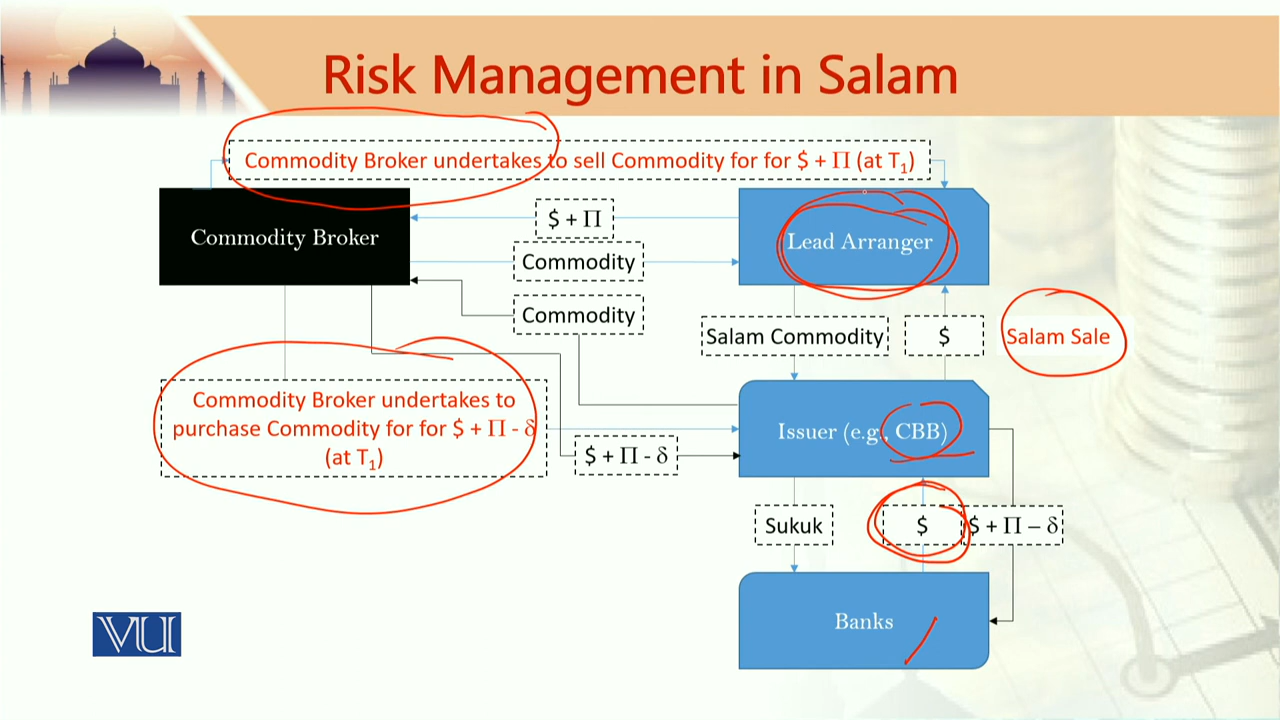 Risk Management in Salam
Commodity Broker undertakes to sell Commodity for for $ + Π (at T1)
Commodity Broker
$ + Π
Lead Arranger
Commodity
Commodity
Salam Commodity
$
Salam Sale
Commodity Broker undertakes to
purchase Commodity for for $ + Π - δ
(at T1)
Issuer (e.g., CBB)
$ + Π - δ
Sukuk
$
$ + Π – δ
Banks
VU